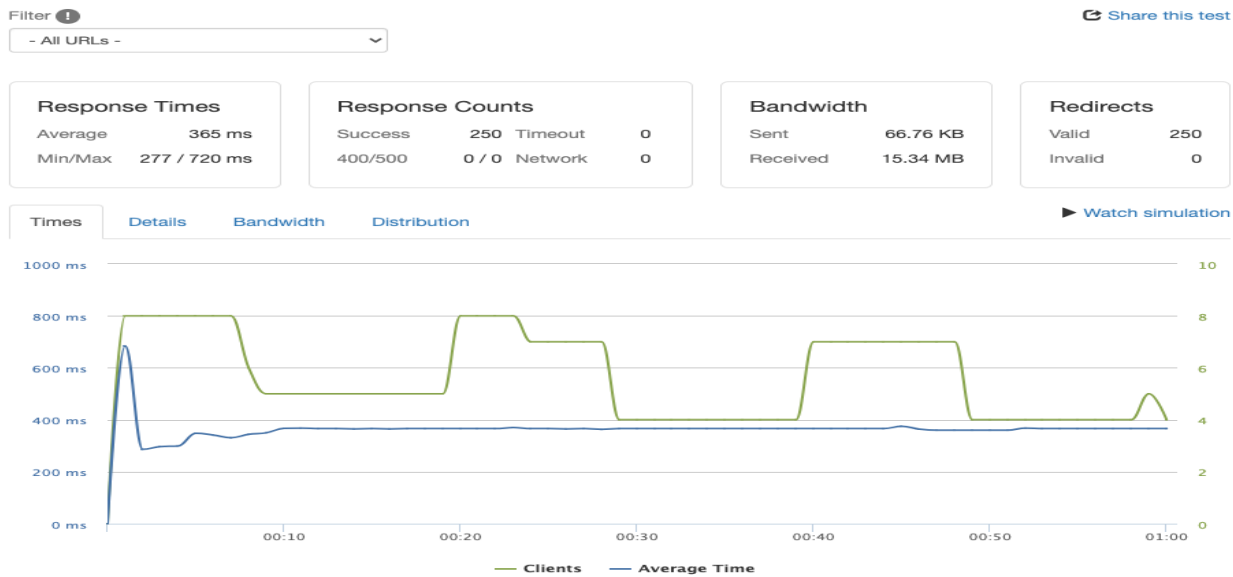 Filter !
Share this test
- All URLs -
Response Times
Average 365 ms
Min/Max 277 / 720 ms
Response Counts
Success 250 Timeout 0
400/500 0 / 0 Network 0
Bandwidth
Sent 66.76 KB
Received 15.34 MB
Redirects
Valid 250
Invalid 0
Times Details Bandwidth Distribution
Watch simulation
1000 ms 10
800 ms 8
600 ms 6
400 ms 4
200 ms 2
0 ms 0
00:10 00:20 00:30 00:40 00:50 01:00
Clients Average Time